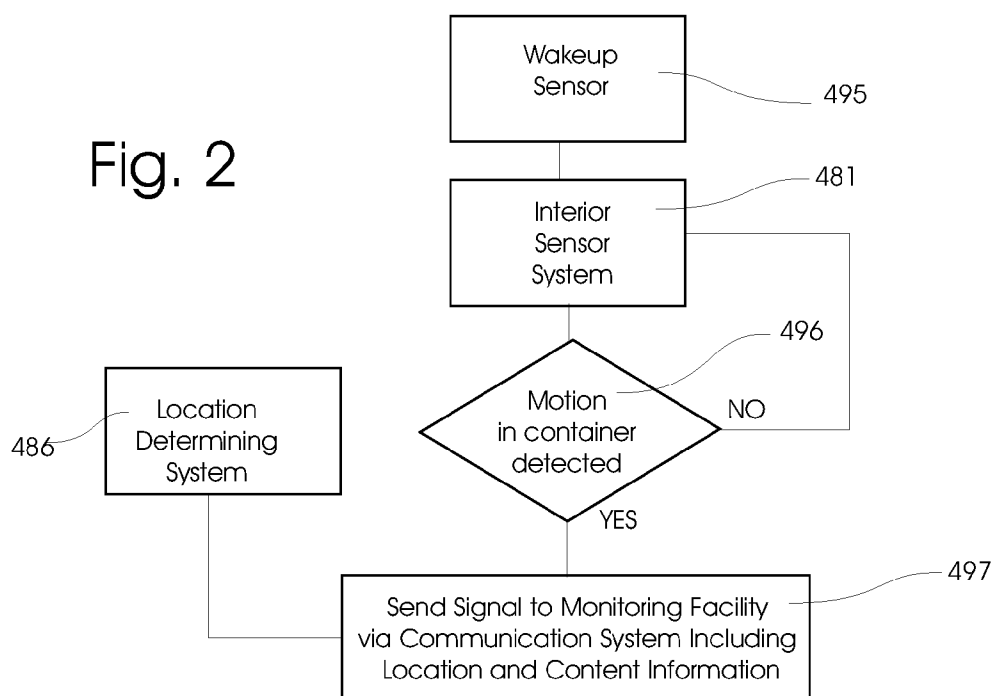 Fig. 2
Wakeup
Sensor
495
Interior
Sensor
System
481
Motion
in container
detected
496
NO
YES
Location
Determining
System
486
Send Signal to Monitoring Facility
via Communication System Including
Location and Content Information
497